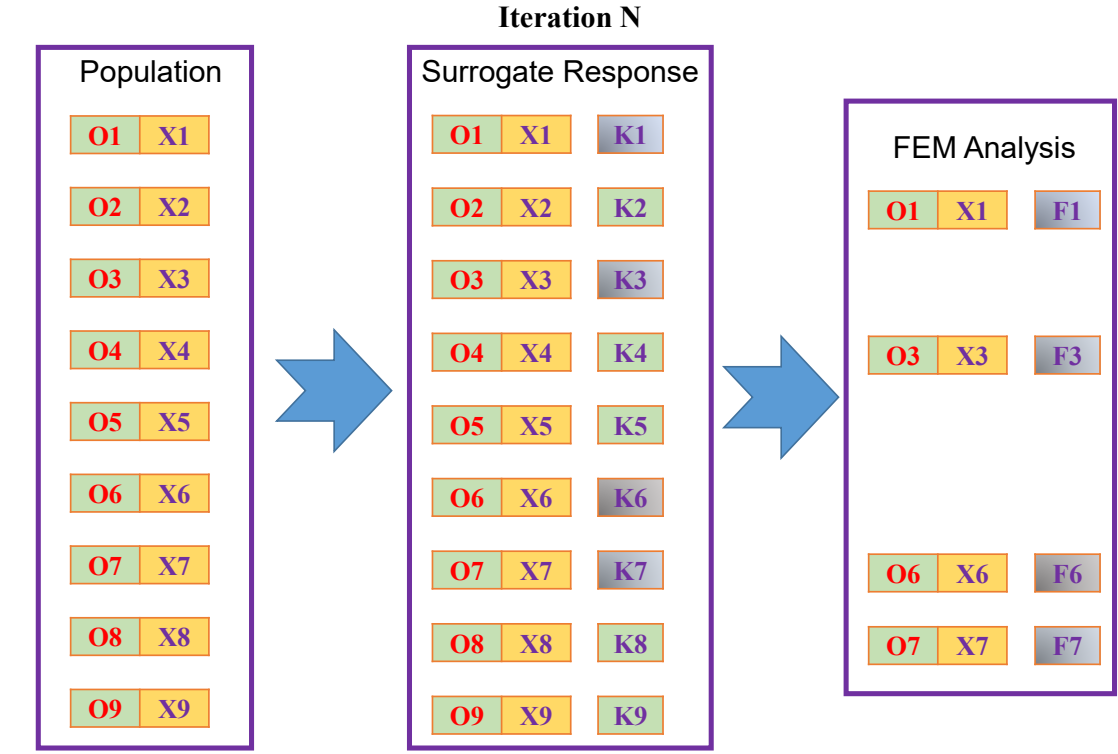 Iteration N
Population
O1 X1
O2 X2
O3 X3
O4 X4
O5 X5
O6 X6
O7 X7
O8 X8
O9 X9
Surrogate Response
O1 X1 K1
O2 X2 K2
O3 X3 K3
O4 X4 K4
O5 X5 K5
O6 X6 K6
O7 X7 K7
O8 X8 K8
O9 X9 K9
FEM Analysis
O1 X1 F1
O3 X3 F3
O6 X6 F6
O7 X7 F7